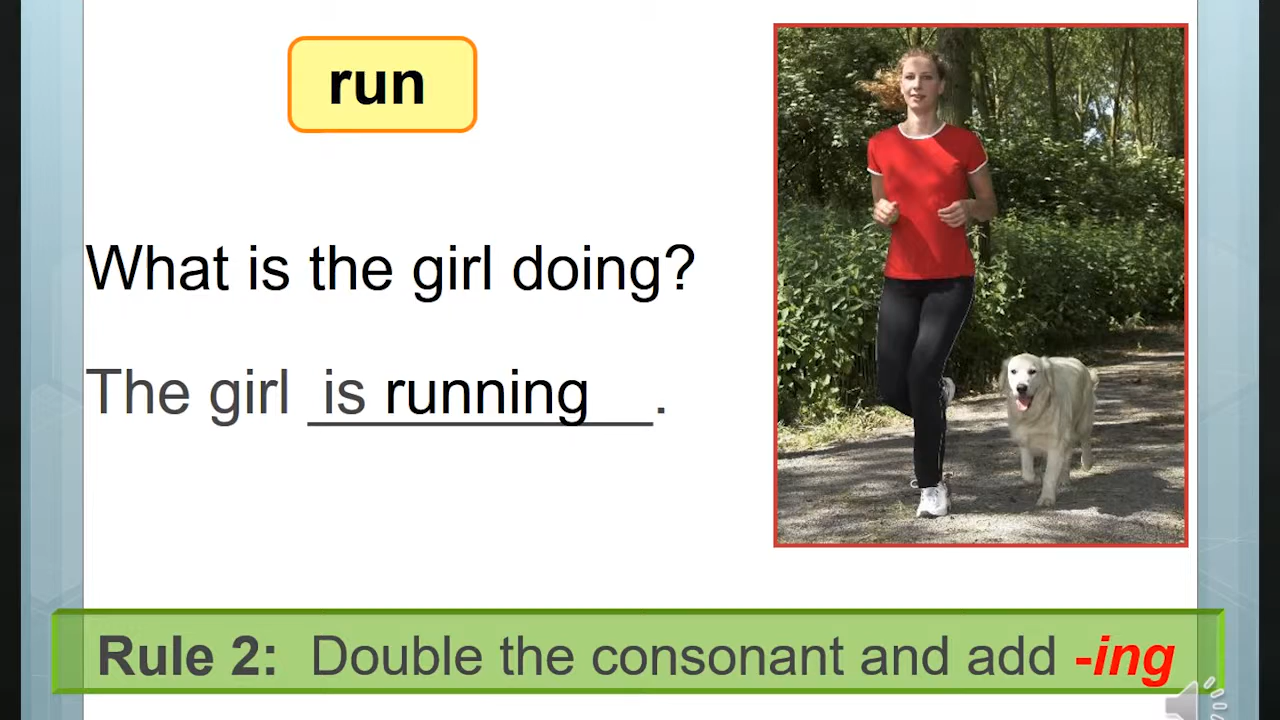 run
What is the girl doing?
The girl is running.
Rule 2: Double the consonant and add -ing